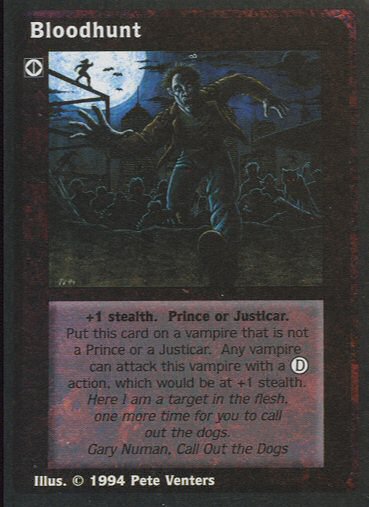 Bloodhunt
+1 stealth. Prince or Justicar.
Put this card on a vampire that is not
a Prince or a Justicar. Any vampire
can attack this vampire with a D
action, which would be at +1 stealth.
Here I am a target in the flesh,
one more time for you to call
out the dogs.
Gary Numan, Call Out the Dogs
Illus. © 1994 Pete Venters